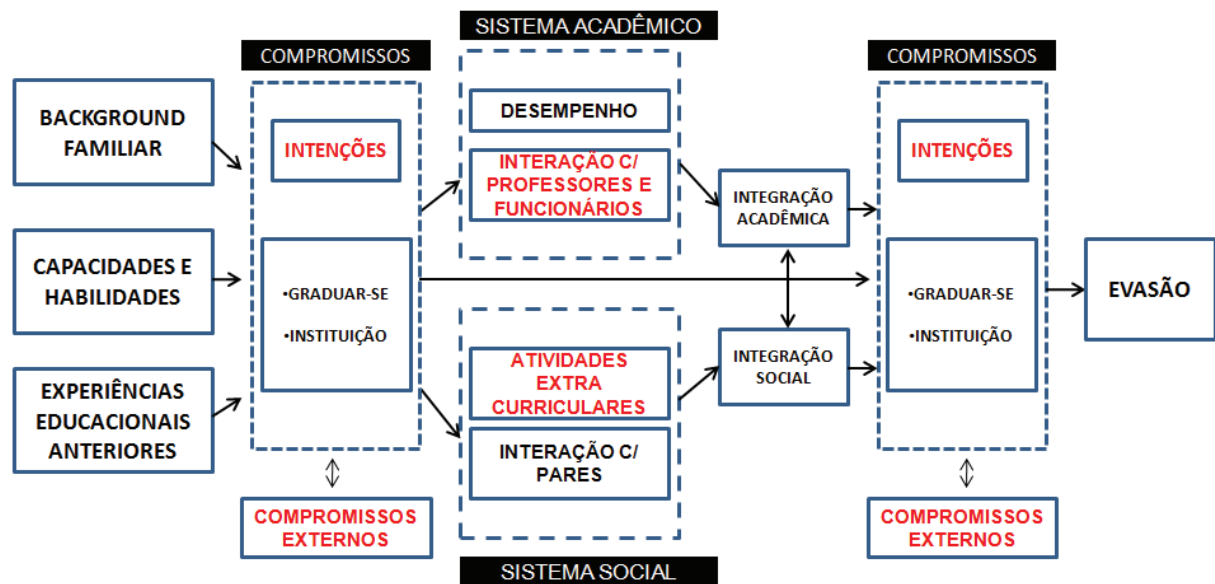 SISTEMA ACADÊMICO
COMPROMISSOS
COMPROMISSOS
BACKGROUND
FAMILIAR
CAPACIDADES E
HABILIDADES
EXPERIÊNCIAS
EDUCACIONAIS
ANTERIORES
INTENÇÕES
•GRADUAR-SE
•INSTITUIÇÃO
COMPROMISSOS
EXTERNOS
DESEMPENHO
INTERAÇÃO C/
PROFESSORES E
FUNCIONÁRIOS
ATIVIDADES
EXTRA
CURRICULARES
INTERAÇÃO C/
PARES
SISTEMA SOCIAL
INTEGRAÇÃO
ACADÊMICA
INTEGRAÇÃO
SOCIAL
INTENÇÕES
•GRADUAR-SE
•INSTITUIÇÃO
COMPROMISSOS
EXTERNOS
EVASÃO